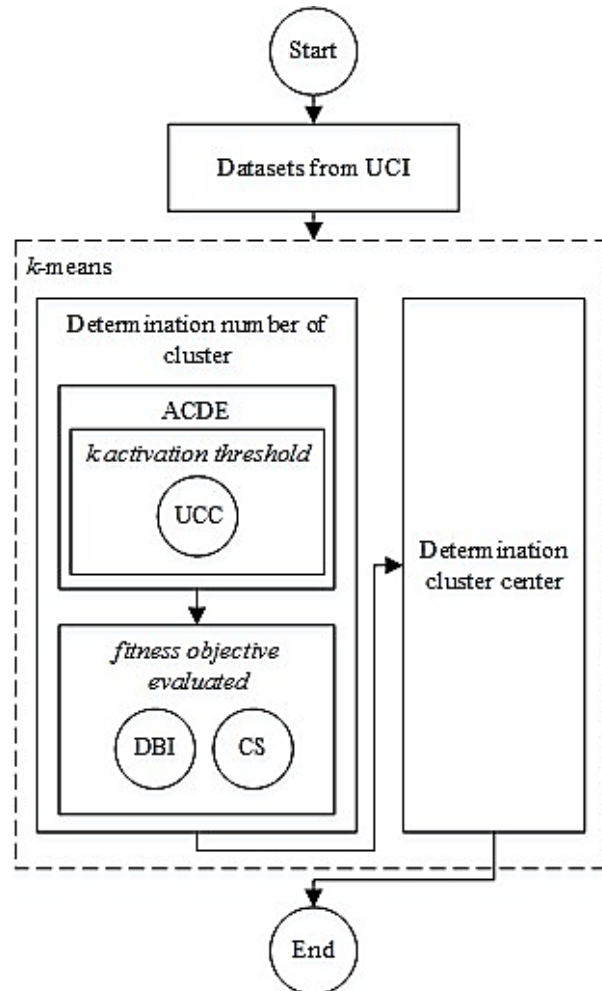 Start
Datasets from UCI
k-means
Determination number of
cluster
ACDE
k activation threshold
UCC
fitness objective
evaluated
DBI
CS
Determination
cluster center
End